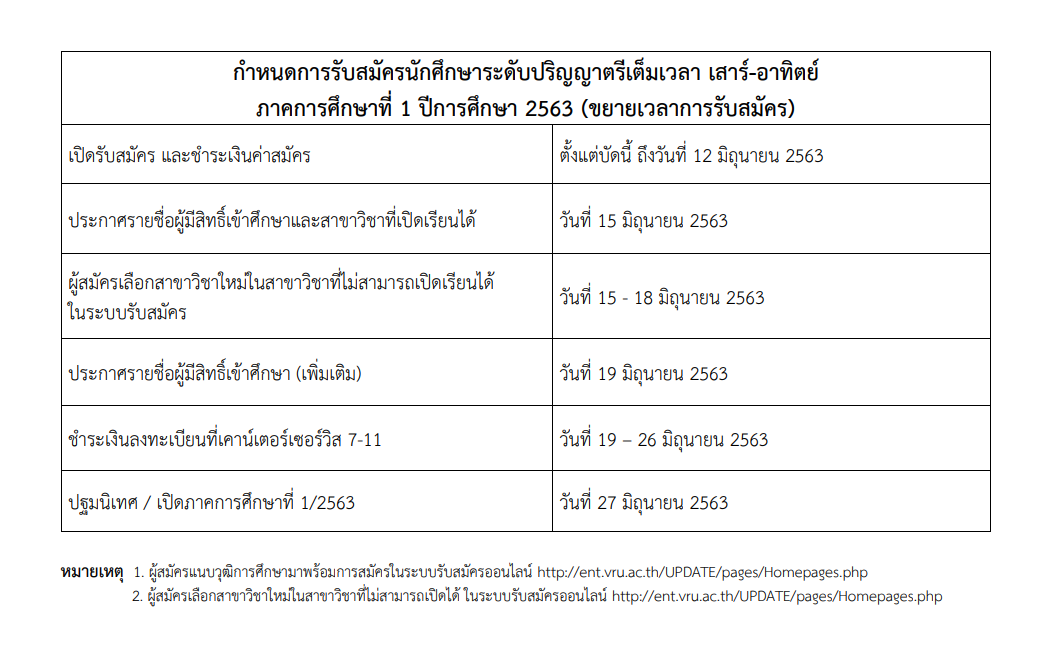 กำหนดการรับสมัครนักศึกษาระดับปริญญาตรีเต็มเวลา เสาร์-อาทิตย์
ภาคการศึกษาที่ 1 ปีการศึกษา 2563 (ขยายเวลาการรับสมัคร)
เปิดรับสมัคร และชำระเงินค่าสมัคร
ตั้งแต่บัดนี้ ถึงวันที่ 12 มิถุนายน 2563
ประกาศรายชื่อผู้มีสิทธิ์เข้าศึกษาและสาขาวิชาที่เปิดเรียนได้
วันที่ 15 มิถุนายน 2563
ผู้สมัครเลือกสาขาวิชาใหม่ในสาขาวิชาที่ไม่สามารถเปิดเรียนได้
ในระบบรับสมัคร
วันที่ 15 - 18 มิถุนายน 2563
ประกาศรายชื่อผู้มีสิทธิ์เข้าศึกษา (เพิ่มเติม)
วันที่ 19 มิถุนายน 2563
ชำระเงินลงทะเบียนที่เคาน์เตอร์เซอร์วิส 7-11
วันที่ 19 – 26 มิถุนายน 2563
ปฐมนิเทศ / เปิดภาคการศึกษาที่ 1/2563
วันที่ 27 มิถุนายน 2563
หมายเหตุ 1. ผู้สมัครแนบวุฒิการศึกษามาพร้อมการสมัครในระบบรับสมัครออนไลน์ http://ent.vru.ac.th/UPDATE/pages/Homepages.php
2. ผู้สมัครเลือกสาขาวิชาใหม่ในสาขาวิชาที่ไม่สามารถเปิดได้ ในระบบรับสมัครออนไลน์ http://ent.vru.ac.th/UPDATE/pages/Homepages.php